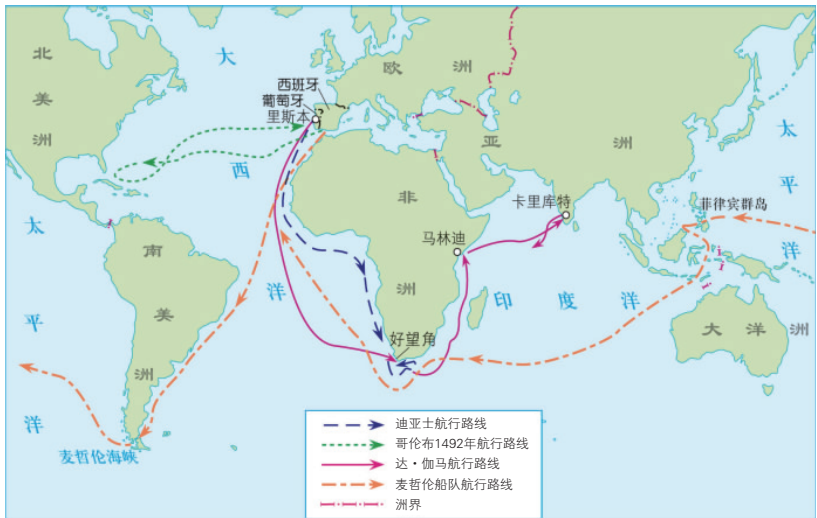 北美洲
大西洋
欧洲
西班牙
葡萄牙
里斯本
亚洲
太平洋
卡里库特
菲律宾群岛
马林迪
非洲
太平洋
南美洲
印度洋
好望角
大洋洲
麦哲伦海峡
迪亚士航行路线
哥伦布1492年航行路线
达·伽马航行路线
麦哲伦船队航行路线
洲界